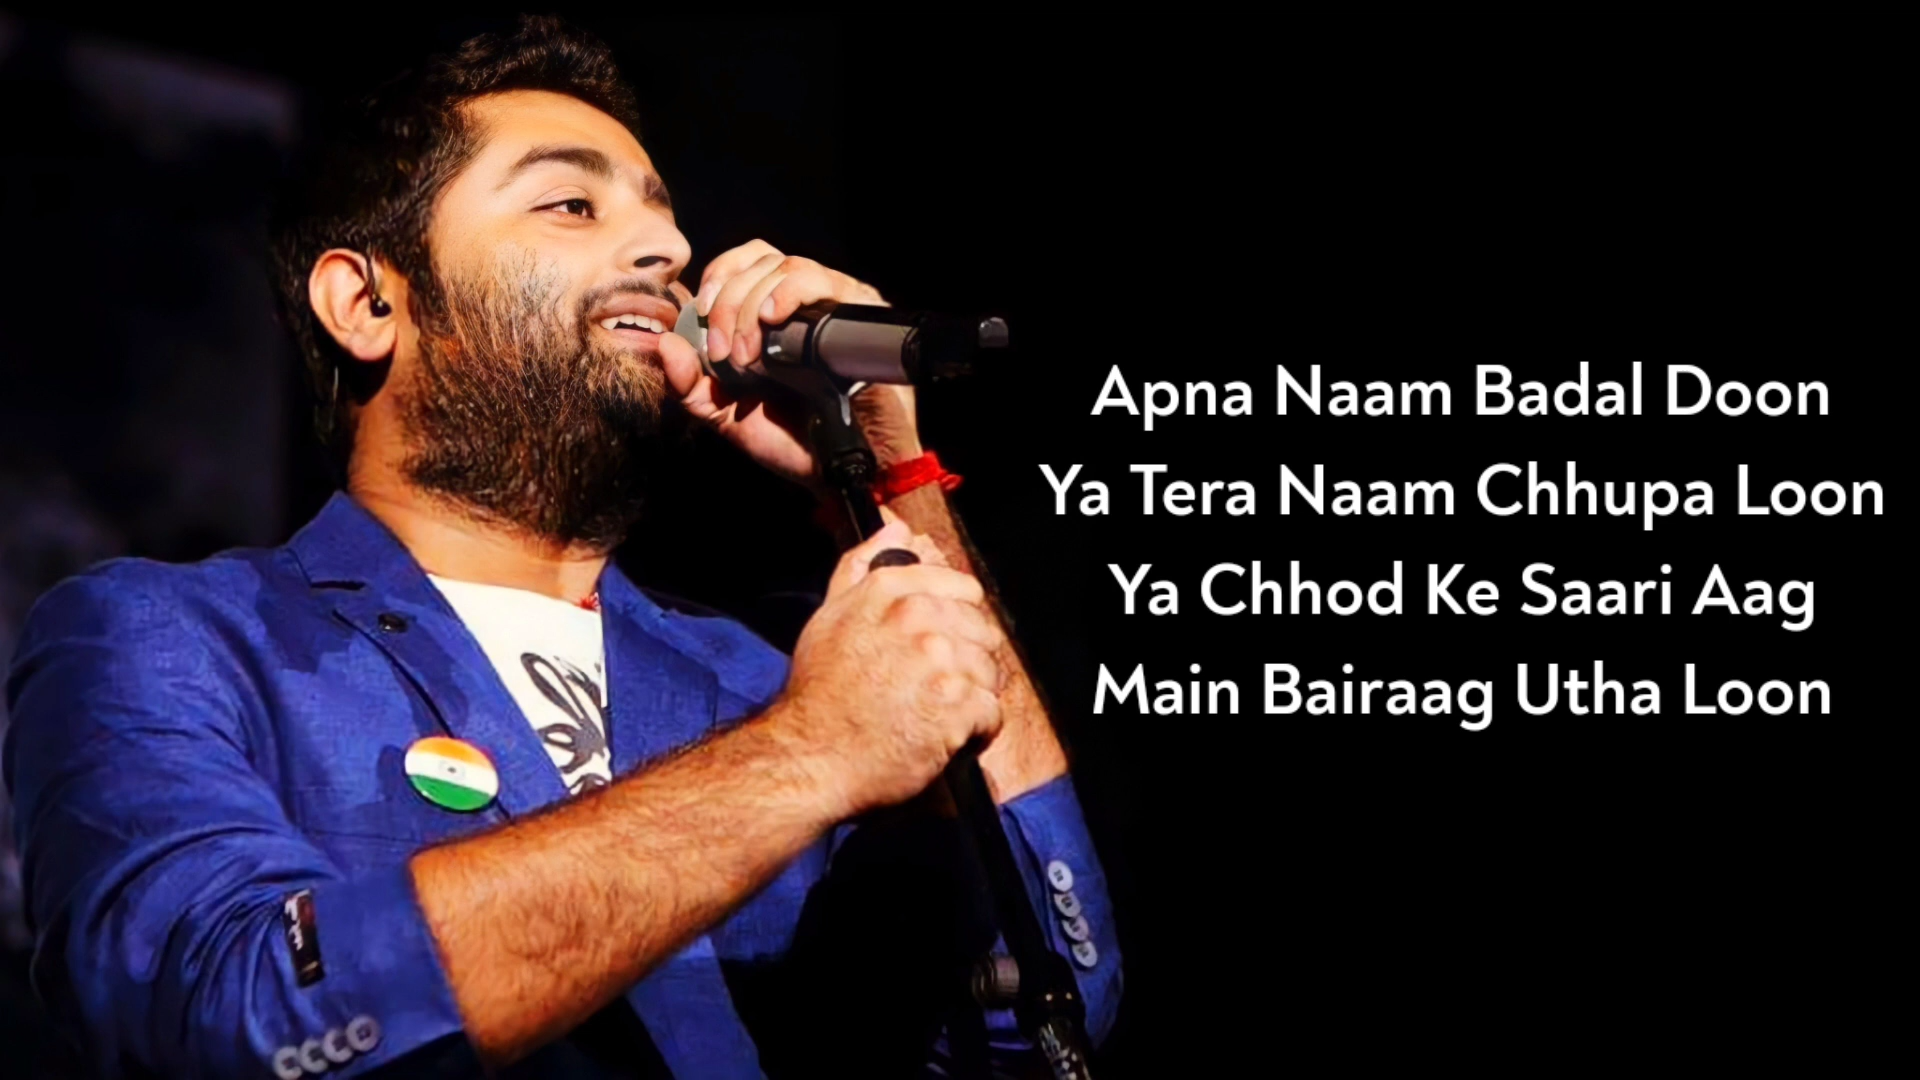 Apna Naam Badal Doon
Ya Tera Naam Chhupa Loon
Ya Chhod Ke Saari Aag
Main Bairaag Utha Loon